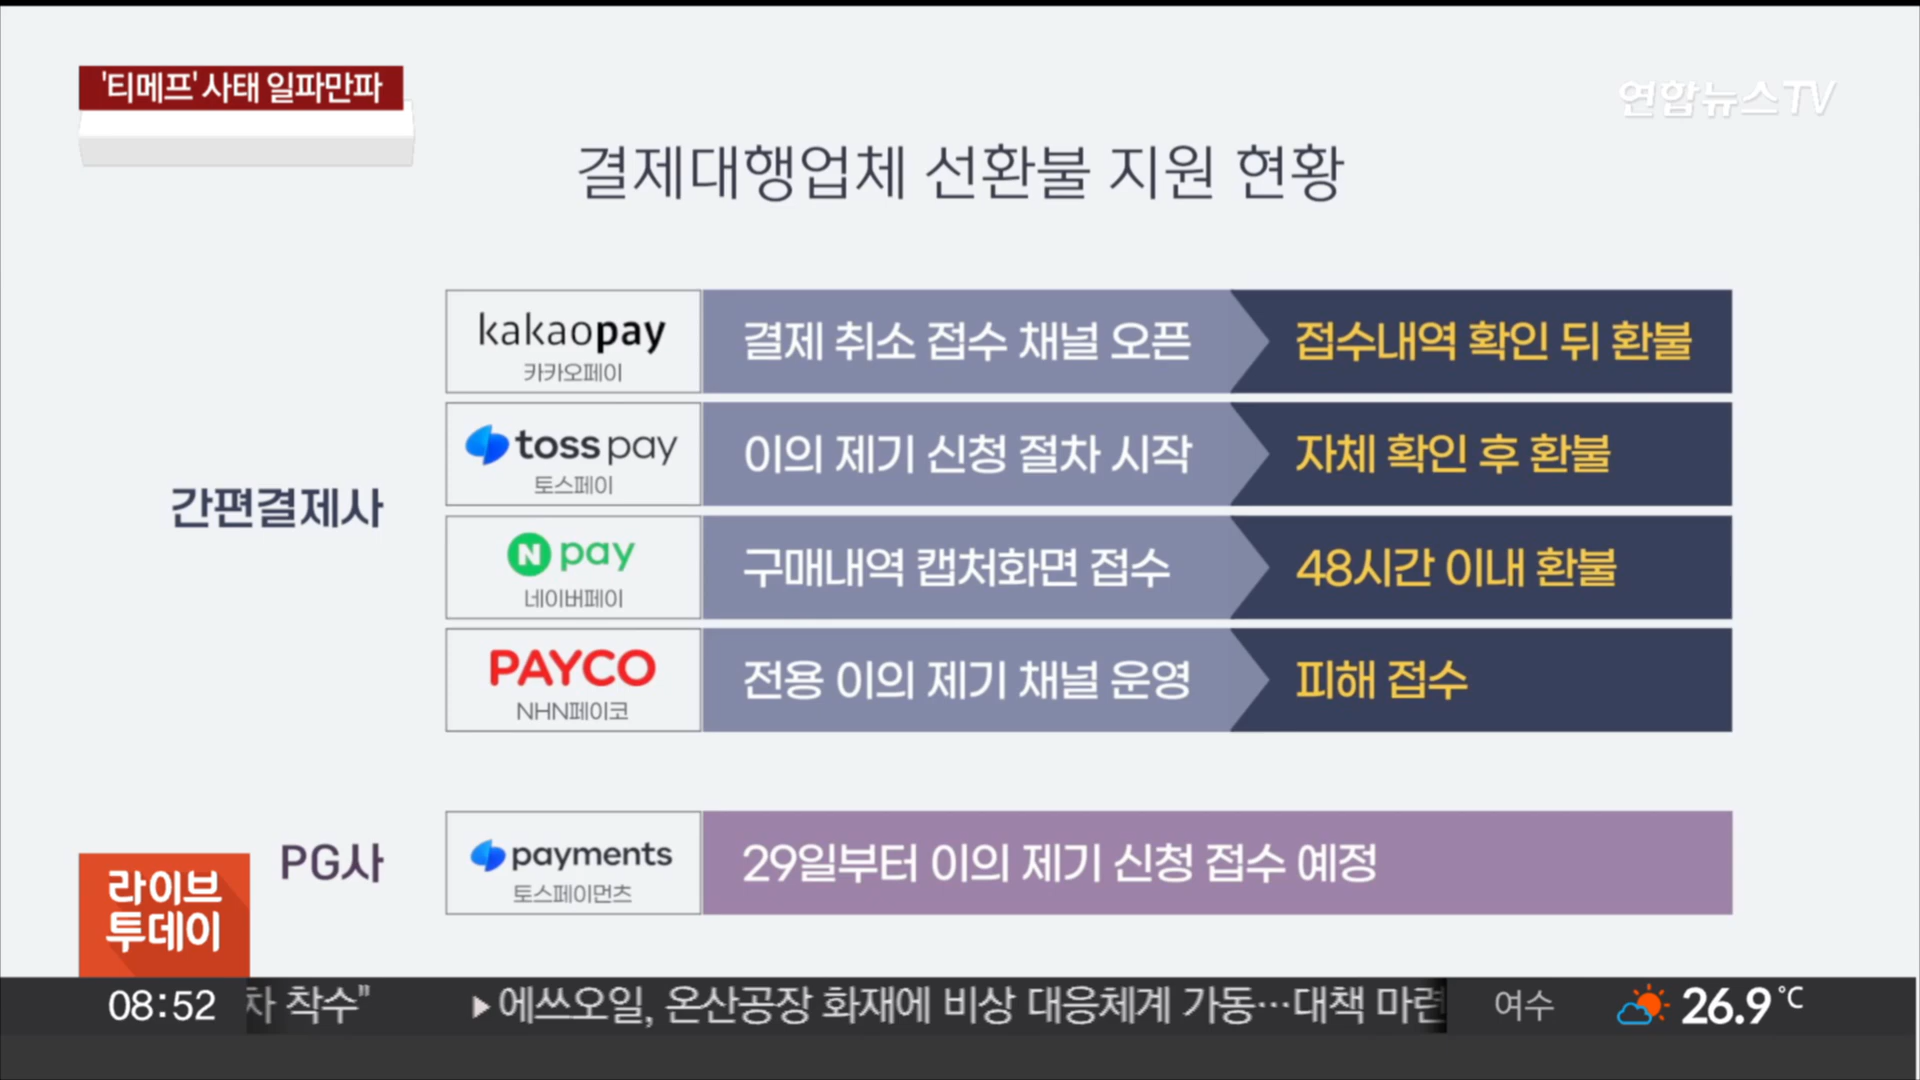 '티메프' 사태 일파만파
연합뉴스TV
결제대행업체 선환불 지원 현황
간편결제사
kakaopay
카카오페이
결제 취소 접수 채널 오픈
접수내역 확인 뒤 환불
toss pay
토스페이
이의 제기 신청 절차 시작
자체 확인 후 환불
N pay
네이버페이
구매내역 캡처화면 접수
48시간 이내 환불
PAYCO
NHN페이코
전용 이의 제기 채널 운영
피해 접수
PG사
payments
토스페이먼츠
29일부터 이의 제기 신청 접수 예정
라이브
투데이
08:52
차 착수”
▶에쓰오일, 온산공장 화재에 비상 대응체계 가동…대책 마련
여수
26.9℃